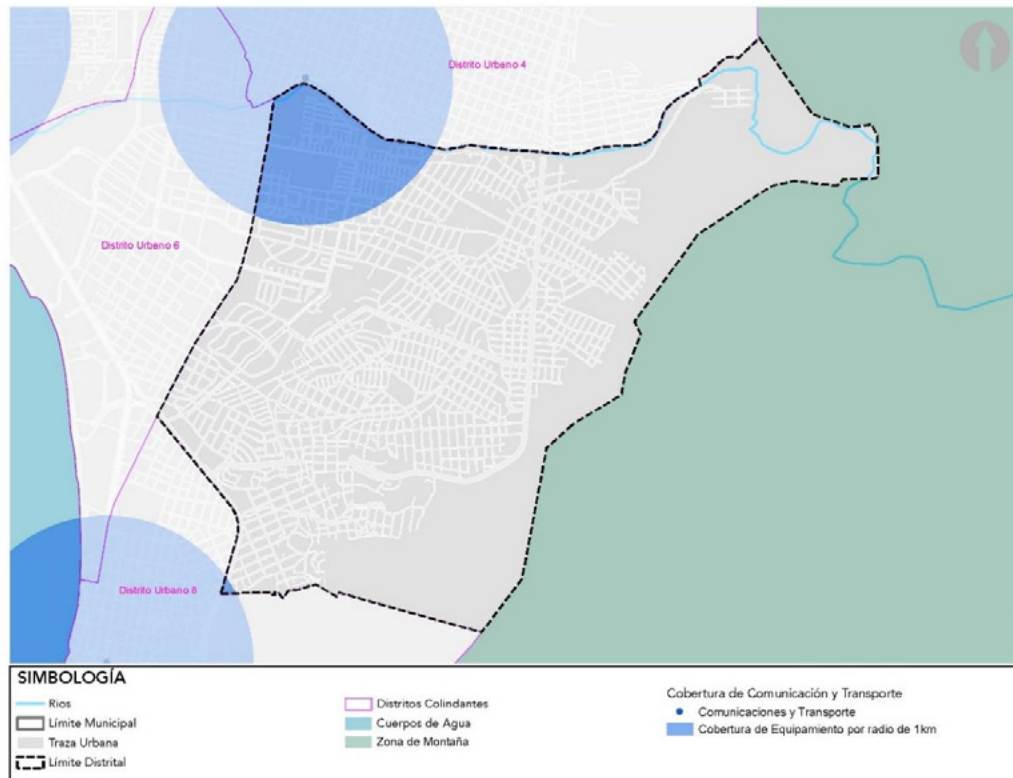 Distrito Urbano 4
Distrito Urbano 6
Distrito Urbano 8
SIMBOLOGÍA
Rios
Límite Municipal
Traza Urbana
Límite Distrital
Distritos Colindantes
Cuerpos de Agua
Zona de Montaña
Cobertura de Comunicación y Transporte
Comunicaciones y Transporte
Cobertura de Equipamiento por radio de 1km